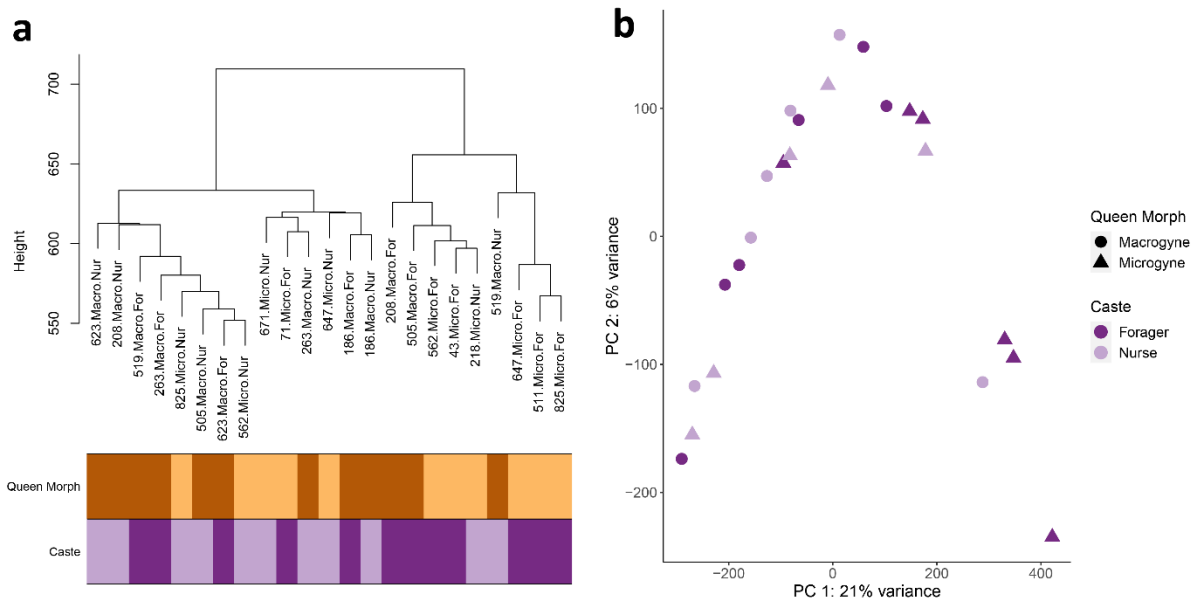 a
Height
700
650
600
550
623.Macro.Nur
208.Macro.Nur
519.Macro.For
263.Macro.For
825.Micro.Nur
505.Macro.Nur
623.Macro.For
562.Micro.Nur
671.Micro.Nur
71.Micro.For
263.Macro.Nur
647.Micro.Nur
186.Macro.For
186.Macro.Nur
208.Macro.For
505.Macro.For
562.Micro.For
43.Micro.For
218.Micro.Nur
519.Macro.Nur
647.Micro.For
511.Micro.For
825.Micro.For
Queen Morph
Caste
b
PC 2: 6% variance
100
0
−100
−200
−200
0
200
400
PC 1: 21% variance
Queen Morph
Macrogyne
Microgyne
Caste
Forager
Nurse